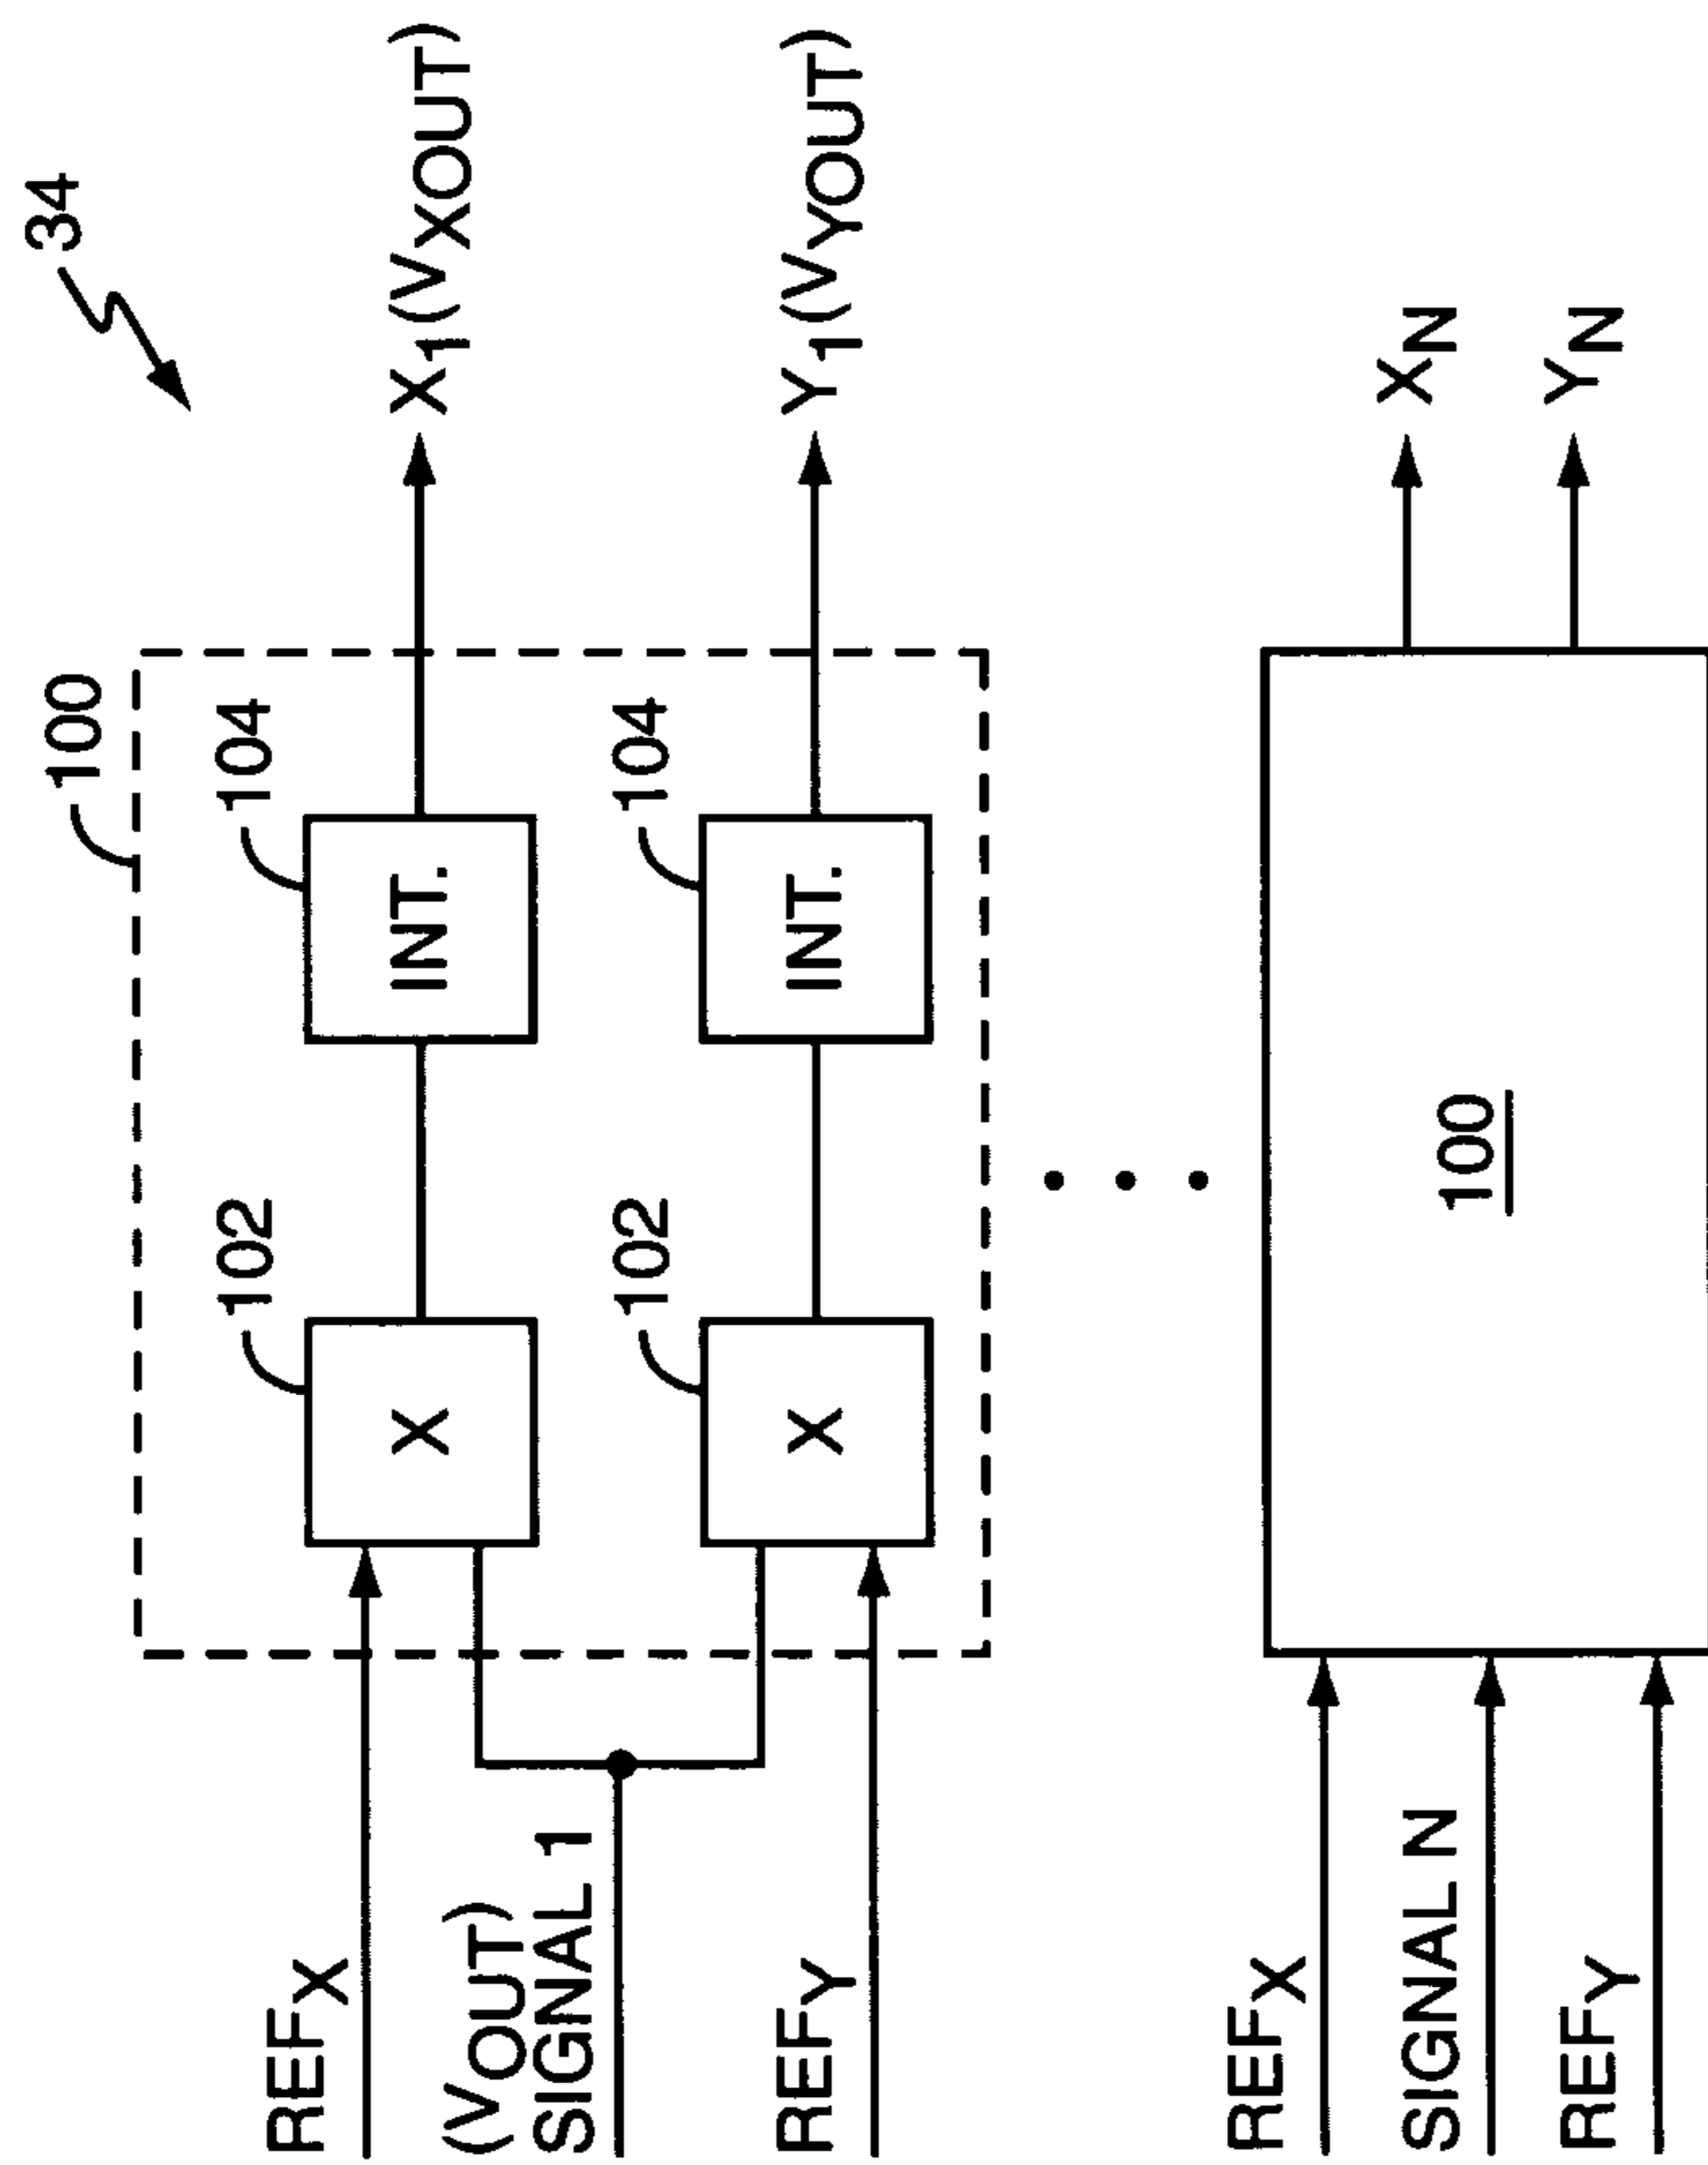 34
100
104
102
REFX
X
INT.
X1(VXOUT)
(VOUT)
SIGNAL 1
104
102
REFY
X
INT.
Y1(VYOUT)
REFX
XN
SIGNAL N
100
YN
REFY